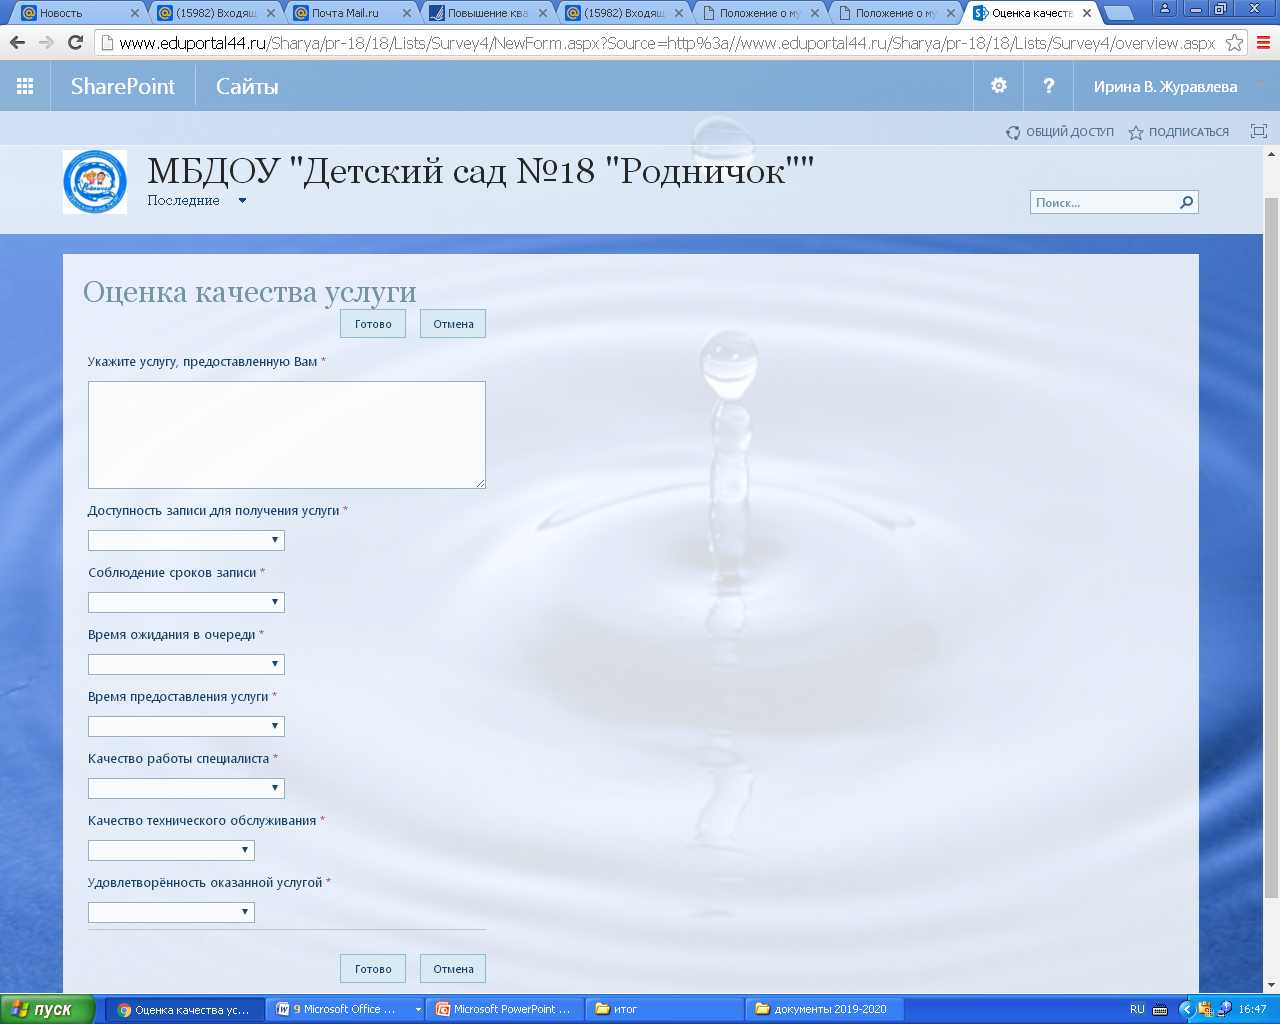 Новость
(15982) Входящ
Почта Mail.ru
Повышение ква
(15982) Входящ
Положение о му
Положение о му
Оценка качеств
www.eduportal44.ru/Sharya/pr-18/18/Lists/Survey4/NewForm.aspx?Source=http%3a//www.eduportal44.ru/Sharya/pr-18/18/Lists/Survey4/overview.aspx
SharePoint Сайты ? Ирина В. Журавлева
ОБЩИЙ ДОСТУП ПОДПИСАТЬСЯ
МБДОУ "Детский сад №18 "Родничок""
Последние
Поиск...
Оценка качества услуги
Готово Отмена
Укажите услугу, предоставленную Вам *
Доступность записи для получения услуги *
Соблюдение сроков записи *
Время ожидания в очереди *
Время предоставления услуги *
Качество работы специалиста *
Качество технического обслуживания *
Удовлетворённость оказанной услугой *
Готово Отмена
пуск
Оценка качества ус...
9 Microsoft Office ...
Microsoft PowerPoint ...
итог
документы 2019-2020
RU
16:47